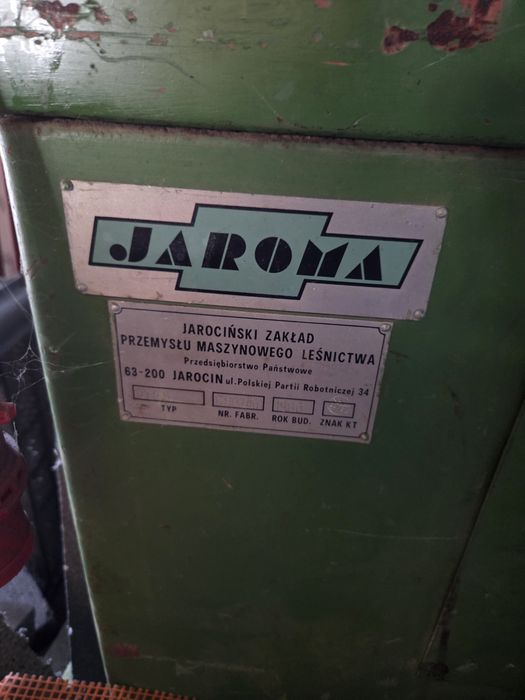 JAROMA
JAROCIŃSKI ZAKŁAD
PRZEMYSŁU MASZYNOWEGO LEŚNICTWA
Przedsiębiorstwo Państwowe
63-200 JAROCIN ul. Polskiej Partii Robotniczej 34
TYP NR. FABR. ROK BUD. ZNAK KT